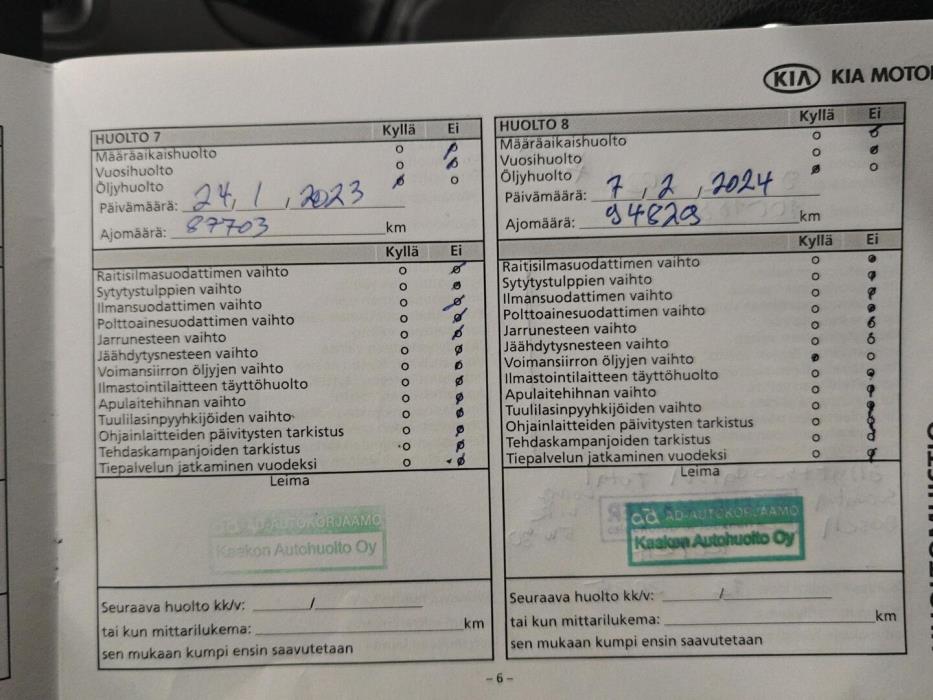 KIA KIA MOTO
HUOLTO 7 Kyllä Ei
Määräaikaishuolto o o
Vuosihuolto o o
Öljyhuolto o o
Päivämäärä: 24, 1, 2023
Ajomäärä: 87703 km
Kyllä Ei
Raitisilmasuodattimen vaihto o o
Sytytystulppien vaihto o o
Ilmansuodattimen vaihto o o
Polttoainesuodattimen vaihto o o
Jarrunesteen vaihto o o
Jäähdytysnesteen vaihto o o
Voimansiirron öljyjen vaihto o o
Ilmastointilaitteen täyttöhuolto o o
Apulaitehihnan vaihto o o
Tuulilasinpyyhkijöiden vaihto o o
Ohjainlaitteiden päivitysten tarkistus o o
Tehdaskampanjoiden tarkistus o o
Tiepalvelun jatkaminen vuodeksi o o
Leima
ad AD-AUTOKORJAAMO
Kaakon Autohuolto Oy
Seuraava huolto kk/v: /
tai kun mittarilukema: km
sen mukaan kumpi ensin saavutetaan
HUOLTO 8 Kyllä Ei
Määräaikaishuolto o o
Vuosihuolto o o
Öljyhuolto o o
Päivämäärä: 7, 2, 2024
Ajomäärä: 94829 km
Kyllä Ei
Raitisilmasuodattimen vaihto o o
Sytytystulppien vaihto o o
Ilmansuodattimen vaihto o o
Polttoainesuodattimen vaihto o o
Jarrunesteen vaihto o o
Jäähdytysnesteen vaihto o o
Voimansiirron öljyjen vaihto o o
Ilmastointilaitteen täyttöhuolto o o
Apulaitehihnan vaihto o o
Tuulilasinpyyhkijöiden vaihto o o
Ohjainlaitteiden päivitysten tarkistus o o
Tehdaskampanjoiden tarkistus o o
Tiepalvelun jatkaminen vuodeksi o o
Leima
ad AD-AUTOKORJAAMO
Kaakon Autohuolto Oy
Seuraava huolto kk/v: /
tai kun mittarilukema: km
sen mukaan kumpi ensin saavutetaan
- 6 -